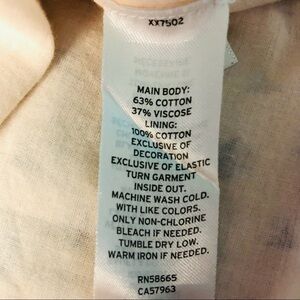 XX7502
MAIN BODY:
63% COTTON
37% VISCOSE
LINING:
100% COTTON
EXCLUSIVE OF
DECORATION
EXCLUSIVE OF ELASTIC
TURN GARMENT
INSIDE OUT.
MACHINE WASH COLD.
WITH LIKE COLORS.
ONLY NON-CHLORINE
BLEACH IF NEEDED.
TUMBLE DRY LOW.
WARM IRON IF NEEDED.
RN58665
CA57963